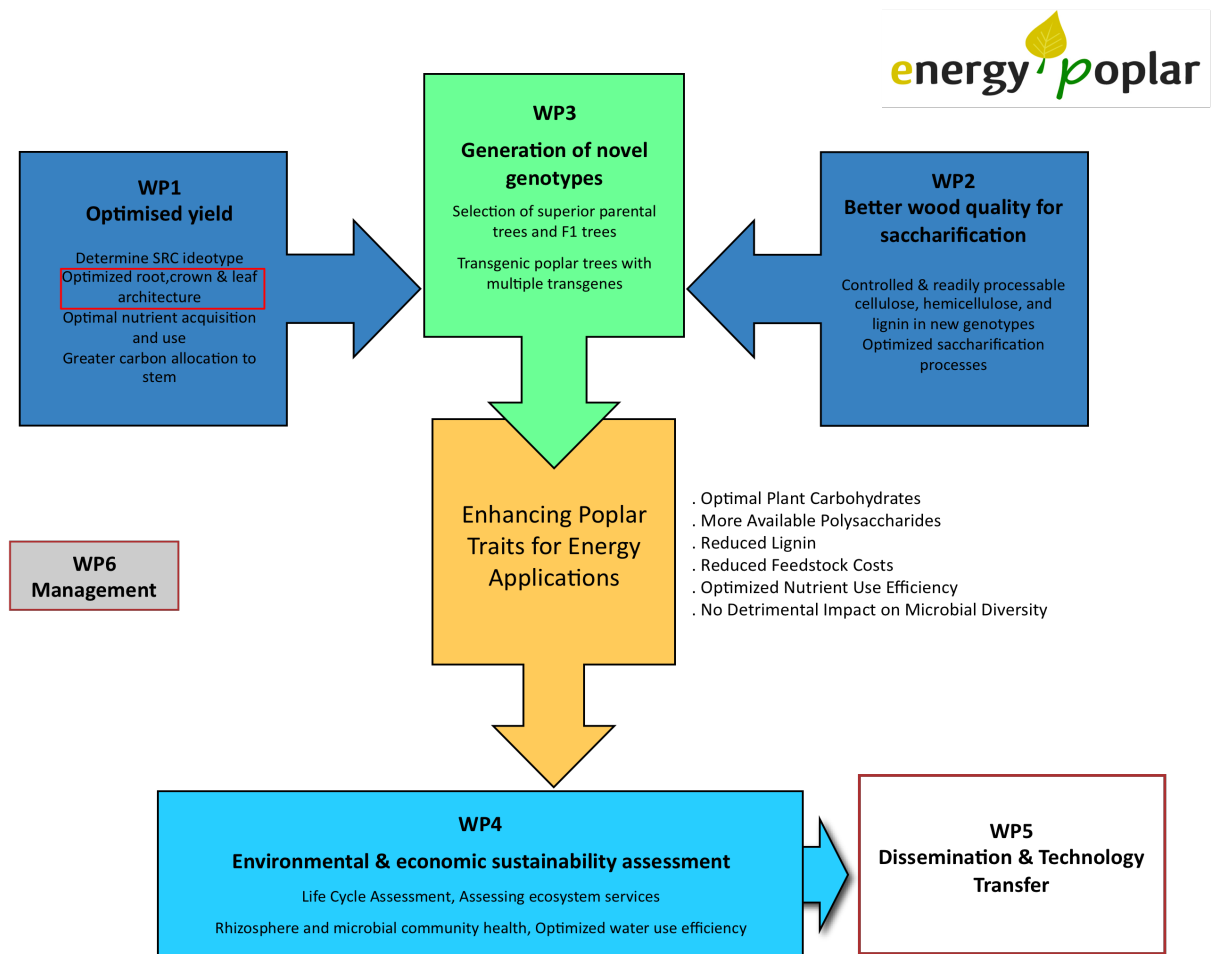 energy poplar
WP3
Generation of novel
genotypes
Selection of superior parental
trees and F1 trees
Transgenic poplar trees with
multiple transgenes
WP1
Optimised yield
Determine SRC ideotype
Optimized root,crown & leaf
architecture
Optimal nutrient acquisition
and use
Greater carbon allocation to
stem
WP2
Better wood quality for
saccharification
Controlled & readily processable
cellulose, hemicellulose, and
lignin in new genotypes
Optimized saccharification
processes
Enhancing Poplar
Traits for Energy
Applications
. Optimal Plant Carbohydrates
. More Available Polysaccharides
. Reduced Lignin
. Reduced Feedstock Costs
. Optimized Nutrient Use Efficiency
. No Detrimental Impact on Microbial Diversity
WP6
Management
WP4
Environmental & economic sustainability assessment
Life Cycle Assessment, Assessing ecosystem services
Rhizosphere and microbial community health, Optimized water use efficiency
WP5
Dissemination & Technology
Transfer